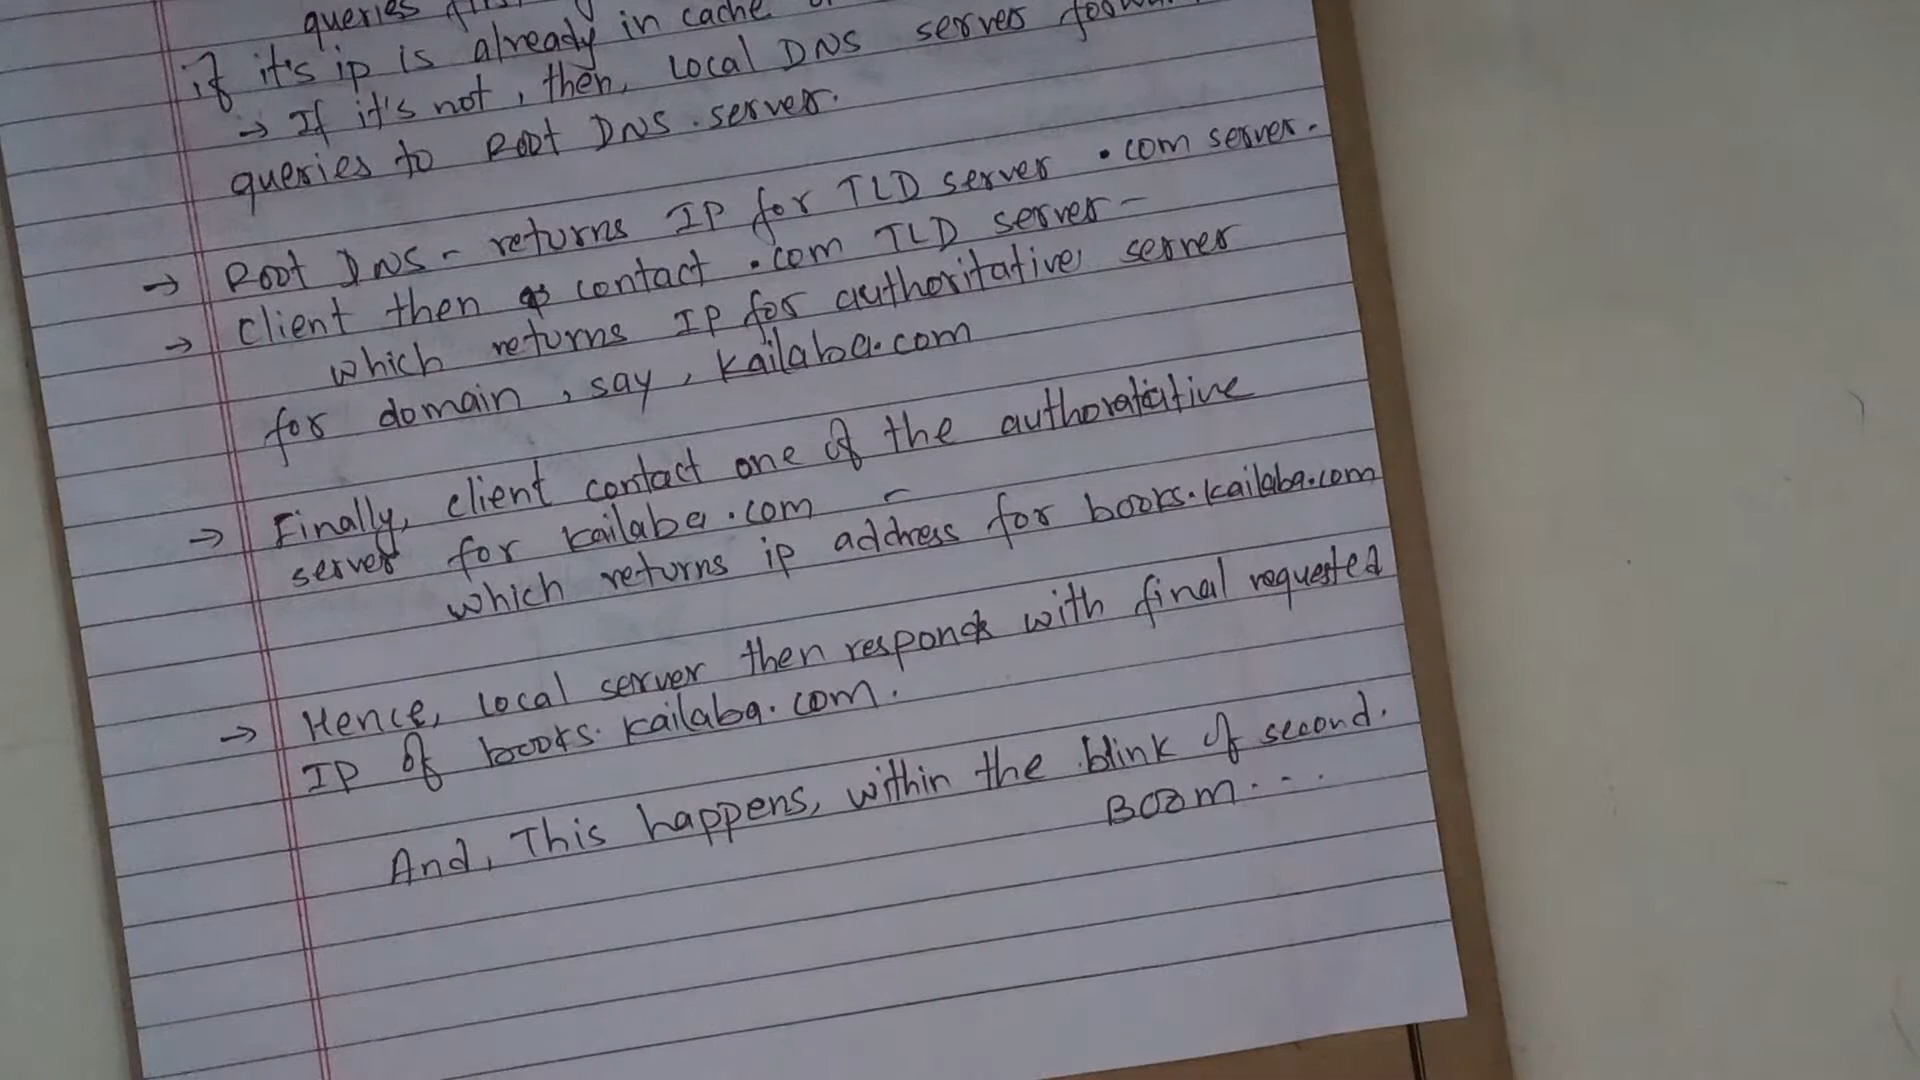 queries
if it's ip is already in cache
→ If it's not, then, Local DNS server
queries to Root DNS server.
→ Root DNS - returns IP for TLD server .com server.
→ Client then contact .com TLD server -
which returns IP for authoritative server
for domain, say, kailaba.com
→ Finally, client contact one of the
server for kailaba.com -
which returns ip address for books.kailaba.com
→ Hence, Local server then responds with final requested
IP of books.kailaba.com.
And, This happens, within the blink of second.
BOOM...